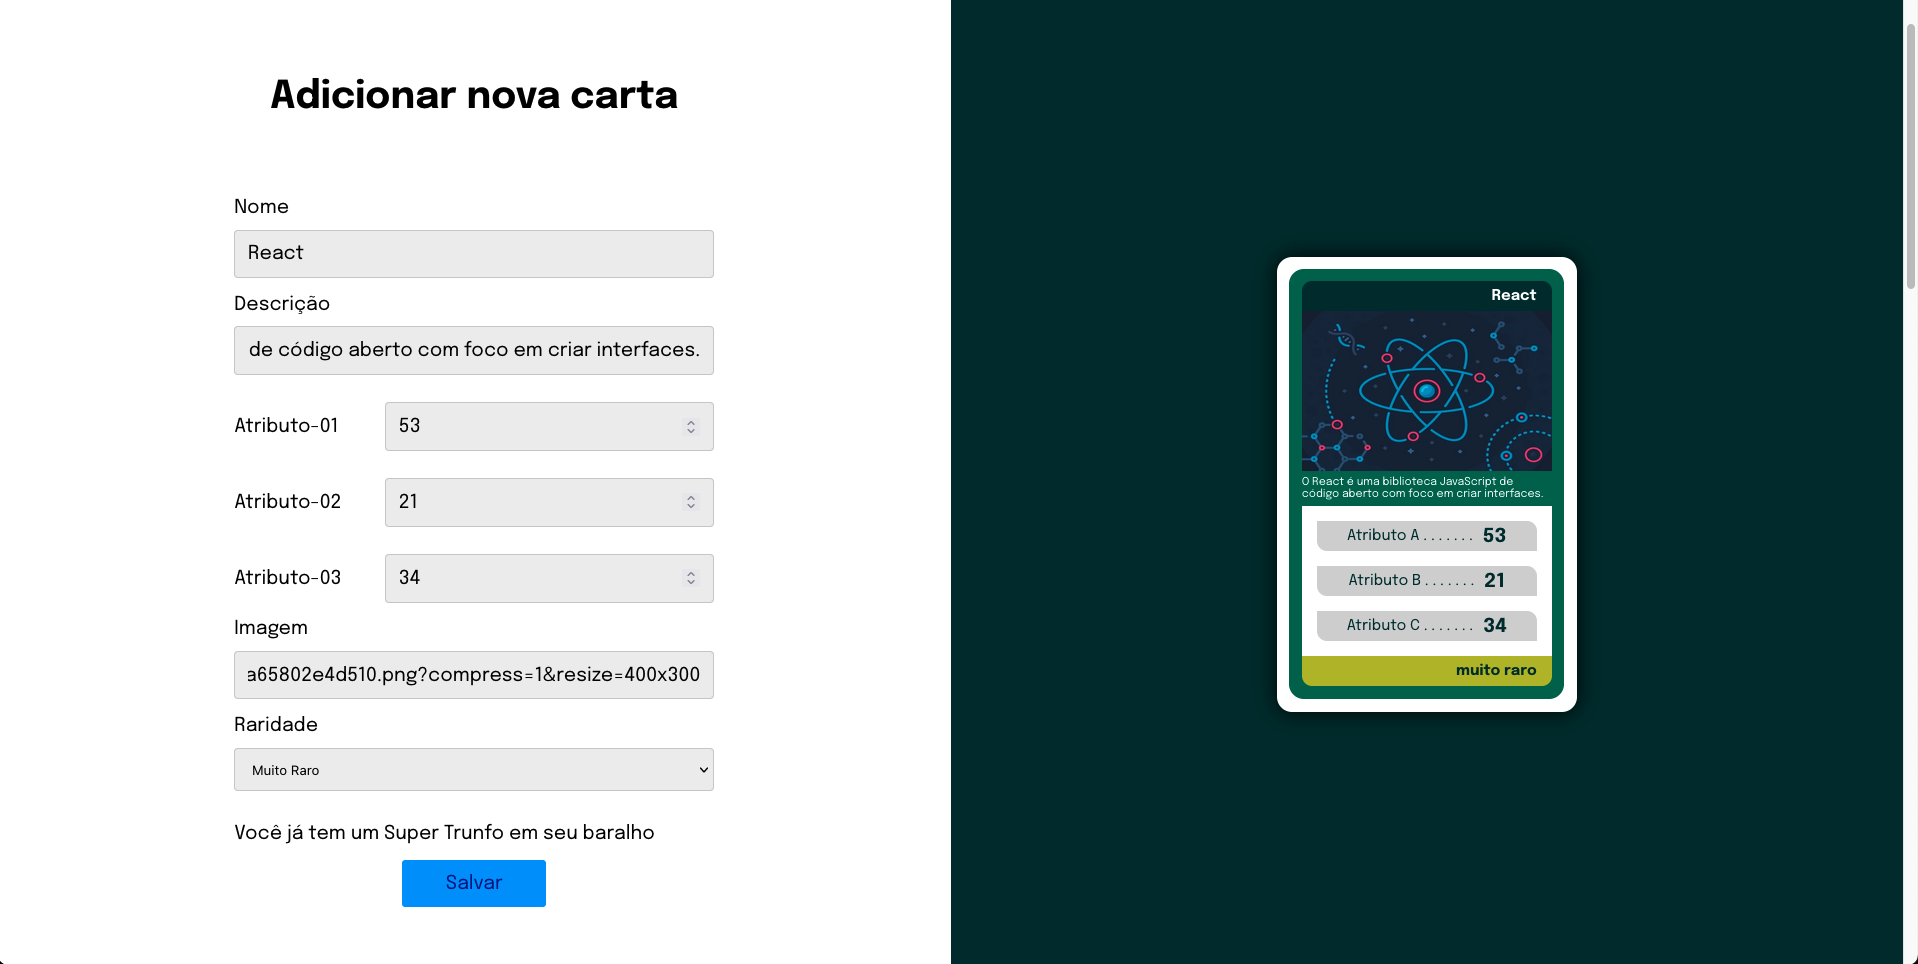 Adicionar nova carta
Nome
React
Descrição
de código aberto com foco em criar interfaces.
Atributo-01
53
Atributo-02
21
Atributo-03
34
Imagem
a65802e4d510.png?compress=1&resize=400x300
Raridade
Muito Raro
Você já tem um Super Trunfo em seu baralho
Salvar
React
O React é uma biblioteca JavaScript de
código aberto com foco em criar interfaces.
Atributo A . . . . . . . 53
Atributo B . . . . . . . 21
Atributo C . . . . . . . 34
muito raro